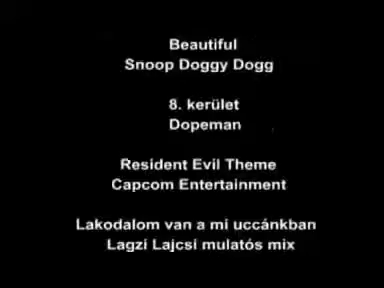 Beautiful
Snoop Doggy Dogg
8. kerület
Dopeman
Resident Evil Theme
Capcom Entertainment
Lakodalom van a mi uccánkban
Lagzi Lajcsi mulatós mix